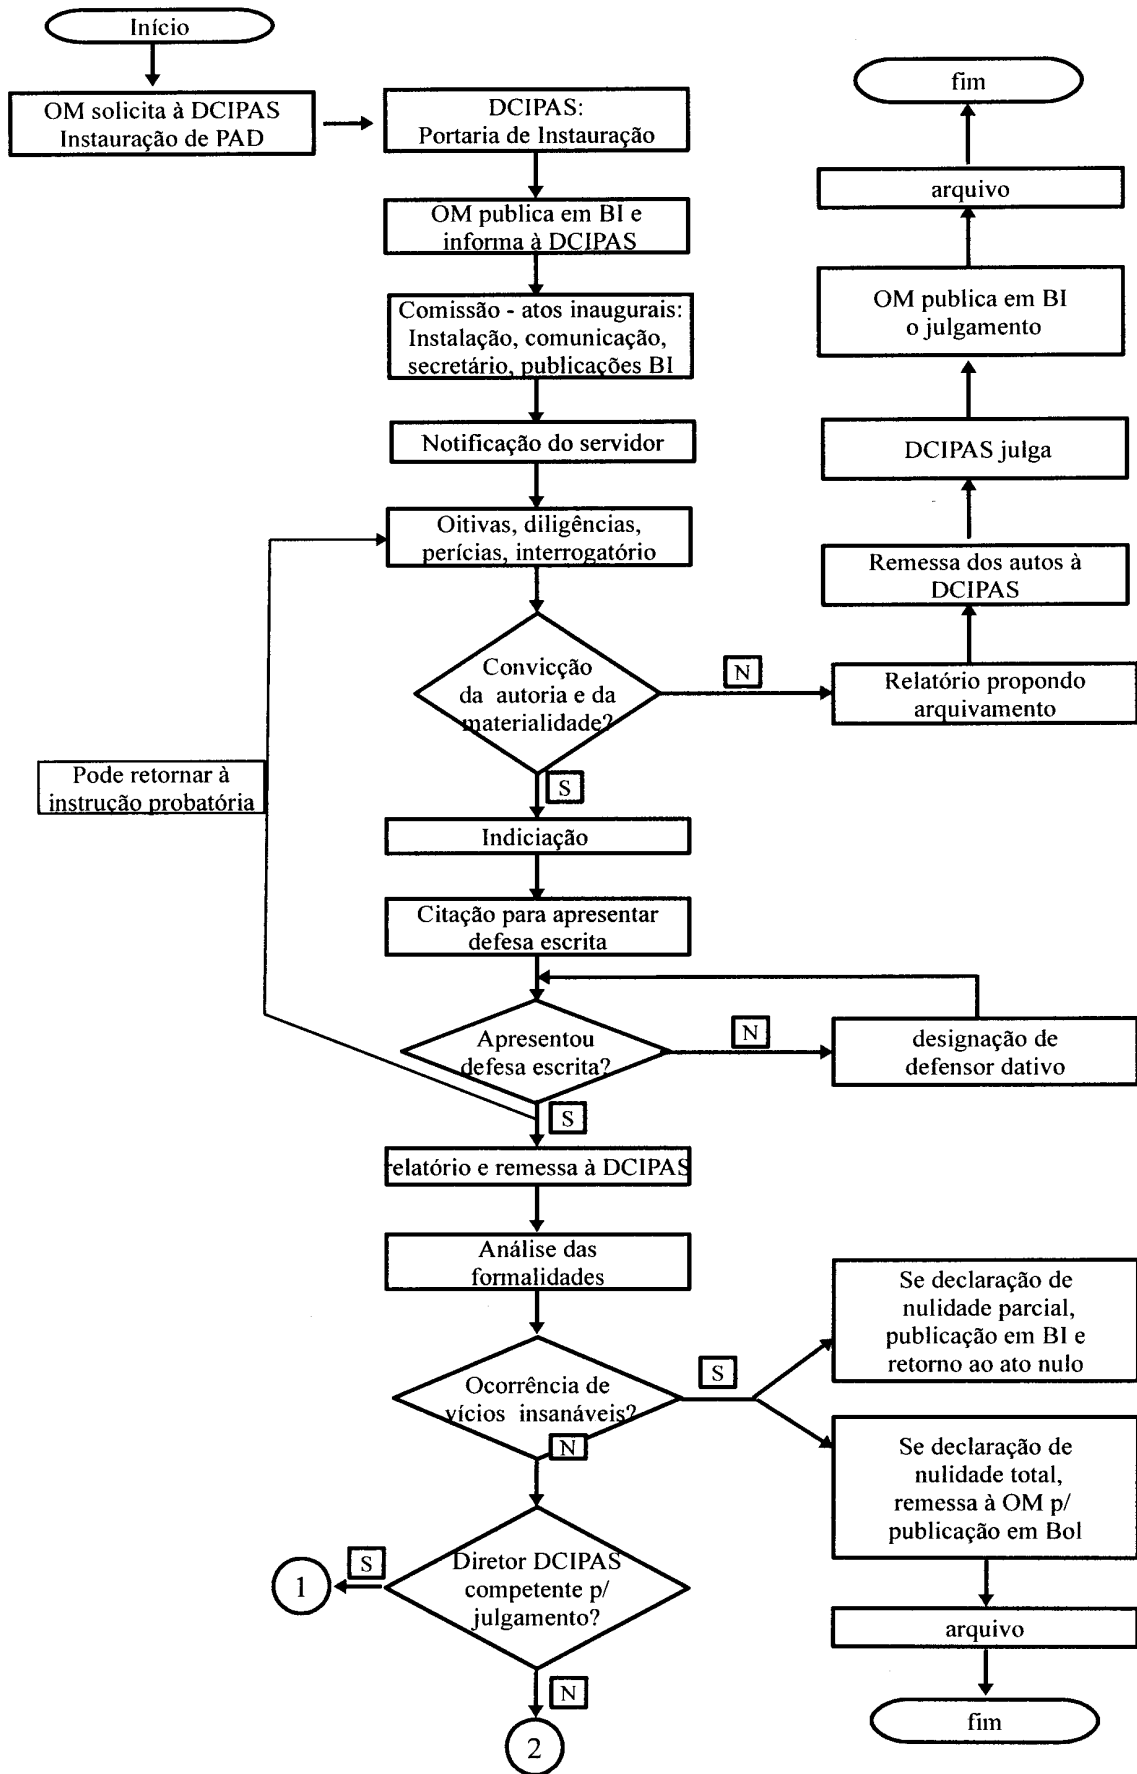 Início
OM solicita à DCIPAS
Instauração de PAD
DCIPAS:
Portaria de Instauração
OM publica em BI e
informa à DCIPAS
Comissão - atos inaugurais:
Instalação, comunicação,
secretário, publicações BI
Notificação do servidor
Oitivas, diligências,
perícias, interrogatório
Convicção
da autoria e da
materialidade?
N
Relatório propondo
arquivamento
Remessa dos autos à
DCIPAS
DCIPAS julga
OM publica em BI
o julgamento
arquivo
fim
S
Pode retornar à
instrução probatória
Indiciação
Citação para apresentar
defesa escrita
Apresentou
defesa escrita?
N
designação de
defensor dativo
S
relatório e remessa à DCIPAS
Análise das
formalidades
Ocorrência de
vícios insanáveis?
S
Se declaração de
nulidade parcial,
publicação em BI e
retorno ao ato nulo
Se declaração de
nulidade total,
remessa à OM p/
publicação em Bol
arquivo
fim
N
Diretor DCIPAS
competente p/
julgamento?
S
1
N
2